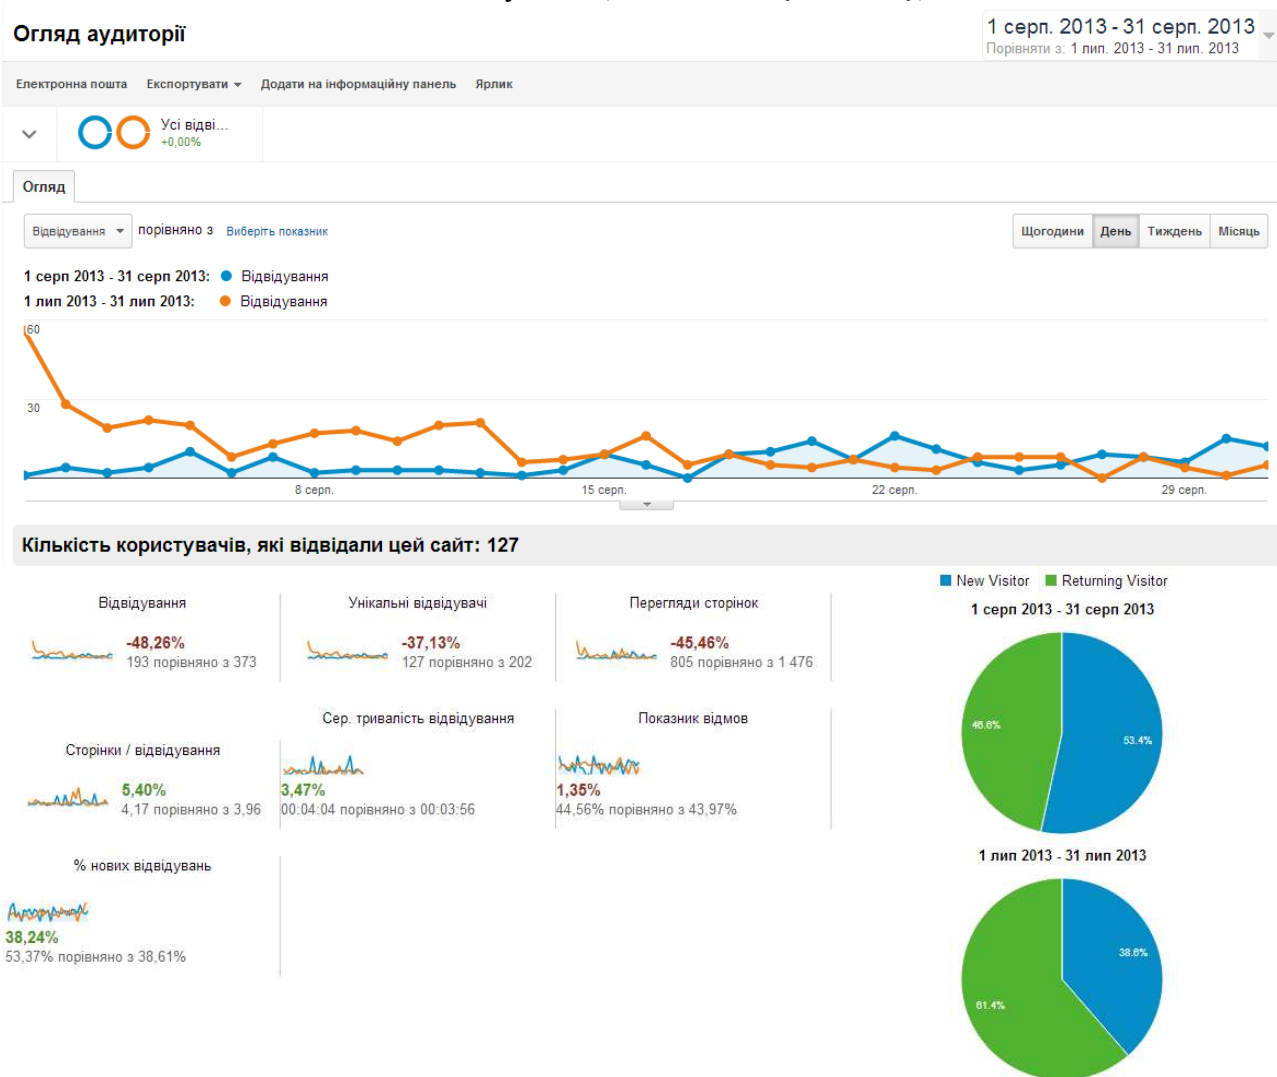 Огляд аудиторії
1 серп. 2013 - 31 серп. 2013
Порівняти з: 1 лип. 2013 - 31 лип. 2013
Електронна пошта Експортувати Додати на інформаційну панель Ярлик
Усі відві...
+0,00%
Огляд
Відвідування порівняно з Виберіть показник
Щогодини День Тиждень Місяць
1 серп 2013 - 31 серп 2013: Відвідування
1 лип 2013 - 31 лип 2013: Відвідування
60
30
8 серп. 15 серп. 22 серп. 29 серп.
Кількість користувачів, які відвідали цей сайт: 127
Відвідування
-48,26%
193 порівняно з 373
Унікальні відвідувачі
-37,13%
127 порівняно з 202
Перегляди сторінок
-45,46%
805 порівняно з 1 476
Сторінки / відвідування
5,40%
4,17 порівняно з 3,96
Сер. тривалість відвідування
3,47%
00:04:04 порівняно з 00:03:56
Показник відмов
1,35%
44,56% порівняно з 43,97%
% нових відвідувань
38,24%
53,37% порівняно з 38,61%
New Visitor Returning Visitor
1 серп 2013 - 31 серп 2013
46.6%
53.4%
1 лип 2013 - 31 лип 2013
38.6%
61.4%